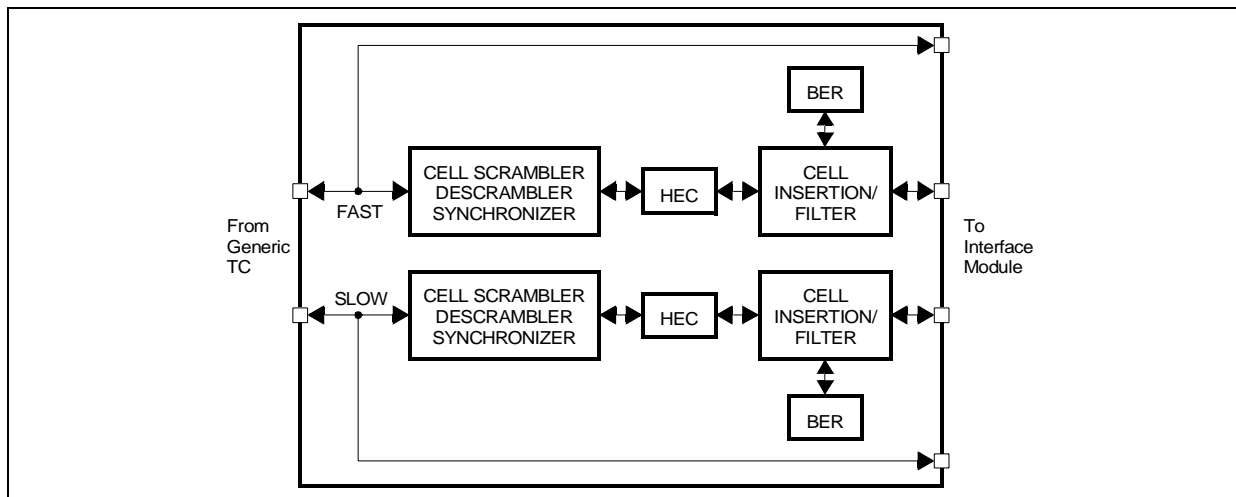 BER
CELL SCRAMBLER
DESCRAMBLER
SYNCHRONIZER
HEC
CELL
INSERTION/
FILTER
FAST
From
Generic
TC
To
Interface
Module
SLOW
CELL SCRAMBLER
DESCRAMBLER
SYNCHRONIZER
HEC
CELL
INSERTION/
FILTER
BER